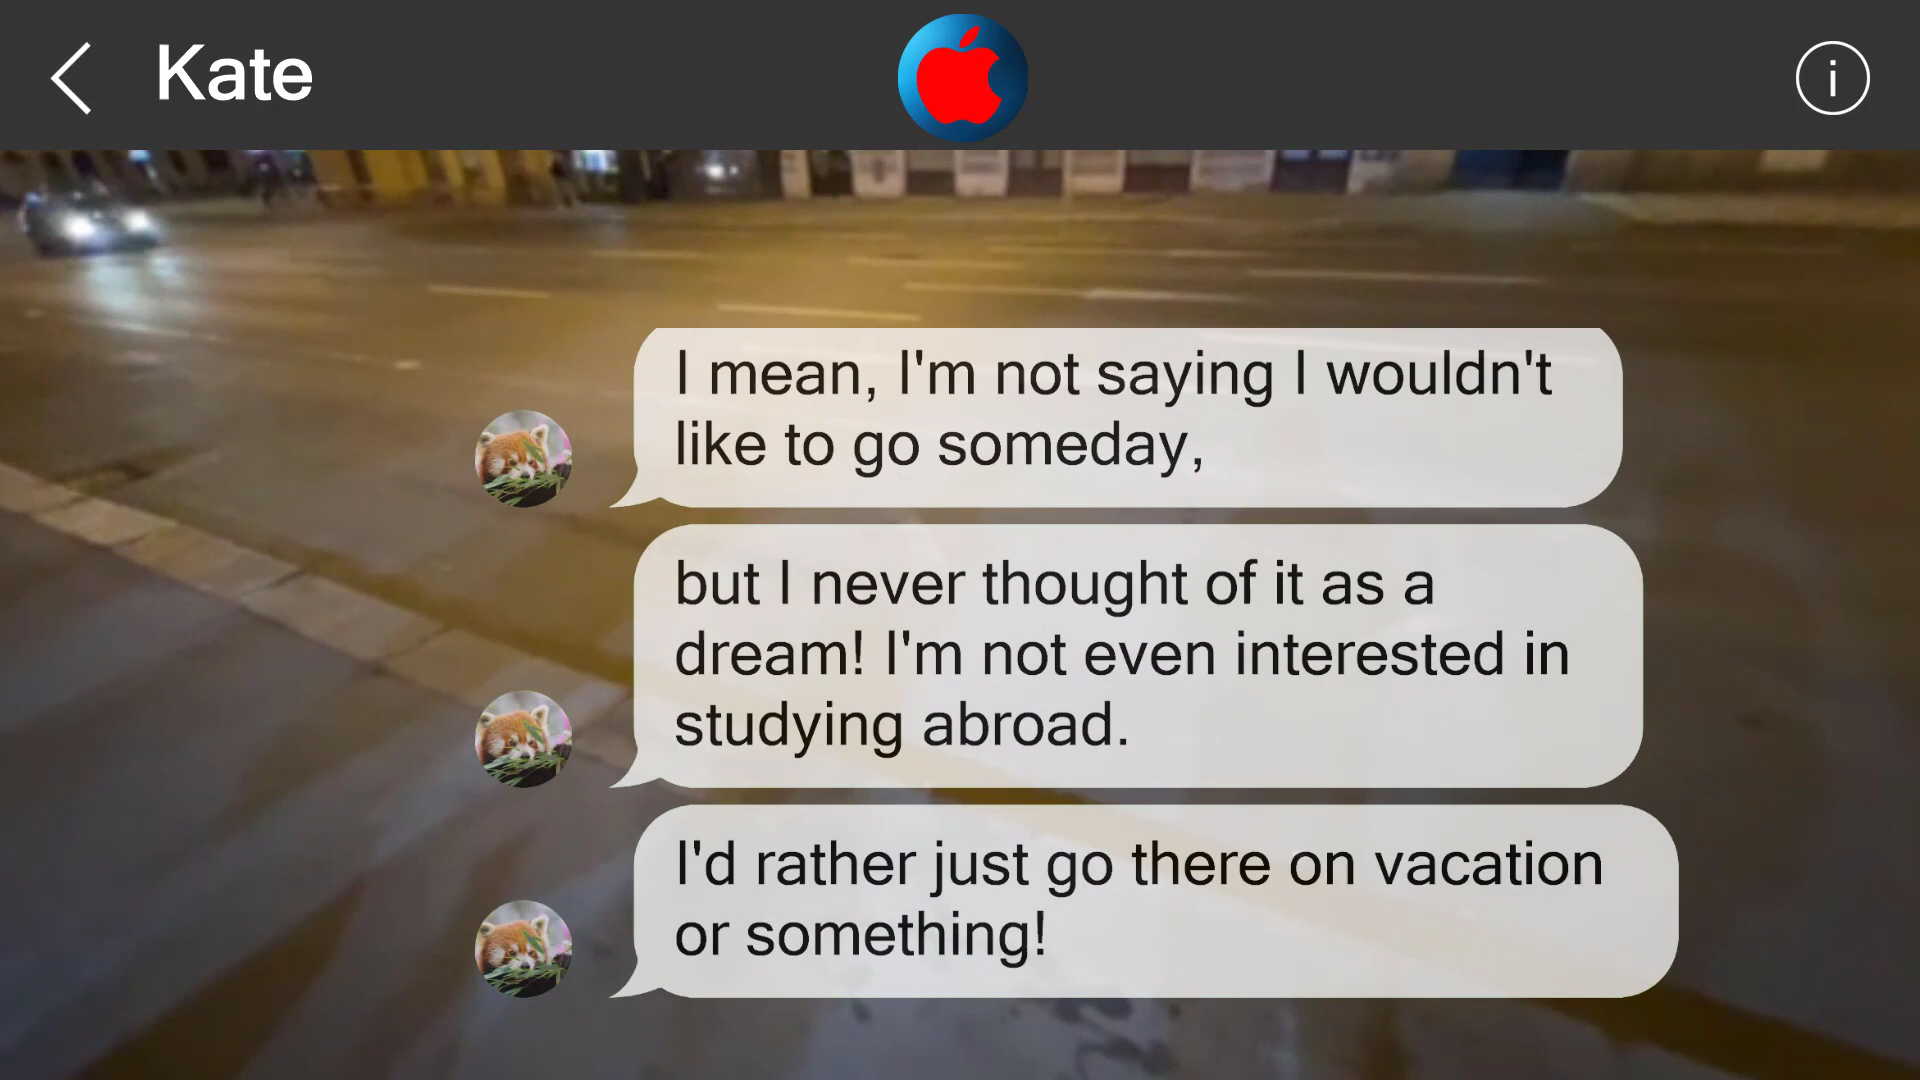 Kate
i
I mean, I'm not saying I wouldn't
like to go someday,
but I never thought of it as a
dream! I'm not even interested in
studying abroad.
I'd rather just go there on vacation
or something!